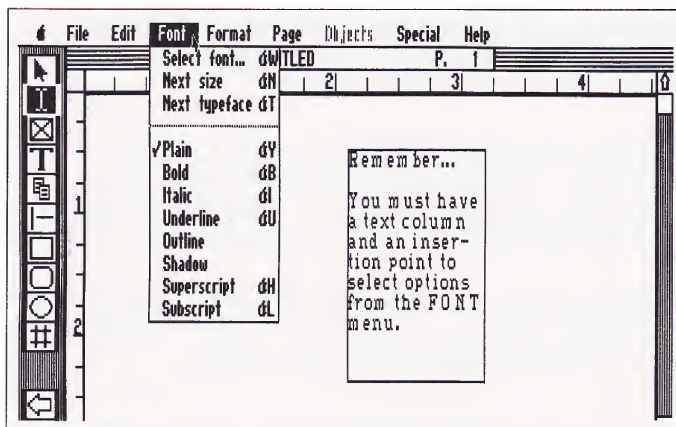 File Edit Font Format Page Objects Special Help
TLED P. 1
Select font... W
Next size N
Next typeface T
✓Plain Y
Bold B
Italic I
Underline U
Outline
Shadow
Superscript H
Subscript L
2 3 4
1
2
T
Remember...
You must have
a text column
and an inser-
tion point to
select options
from the FONT
menu.